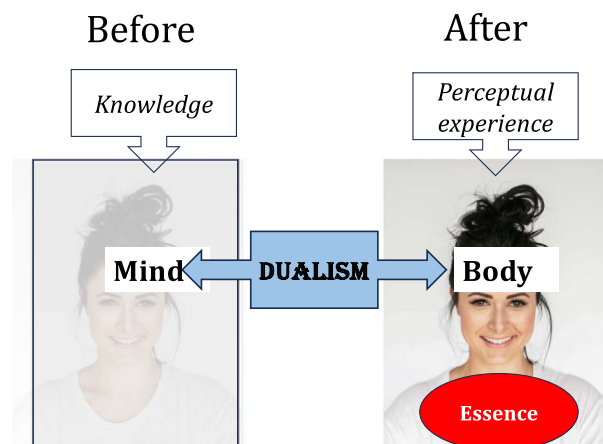 Before
After
Knowledge
Perceptual
experience
Mind
DUALISM
Body
Essence